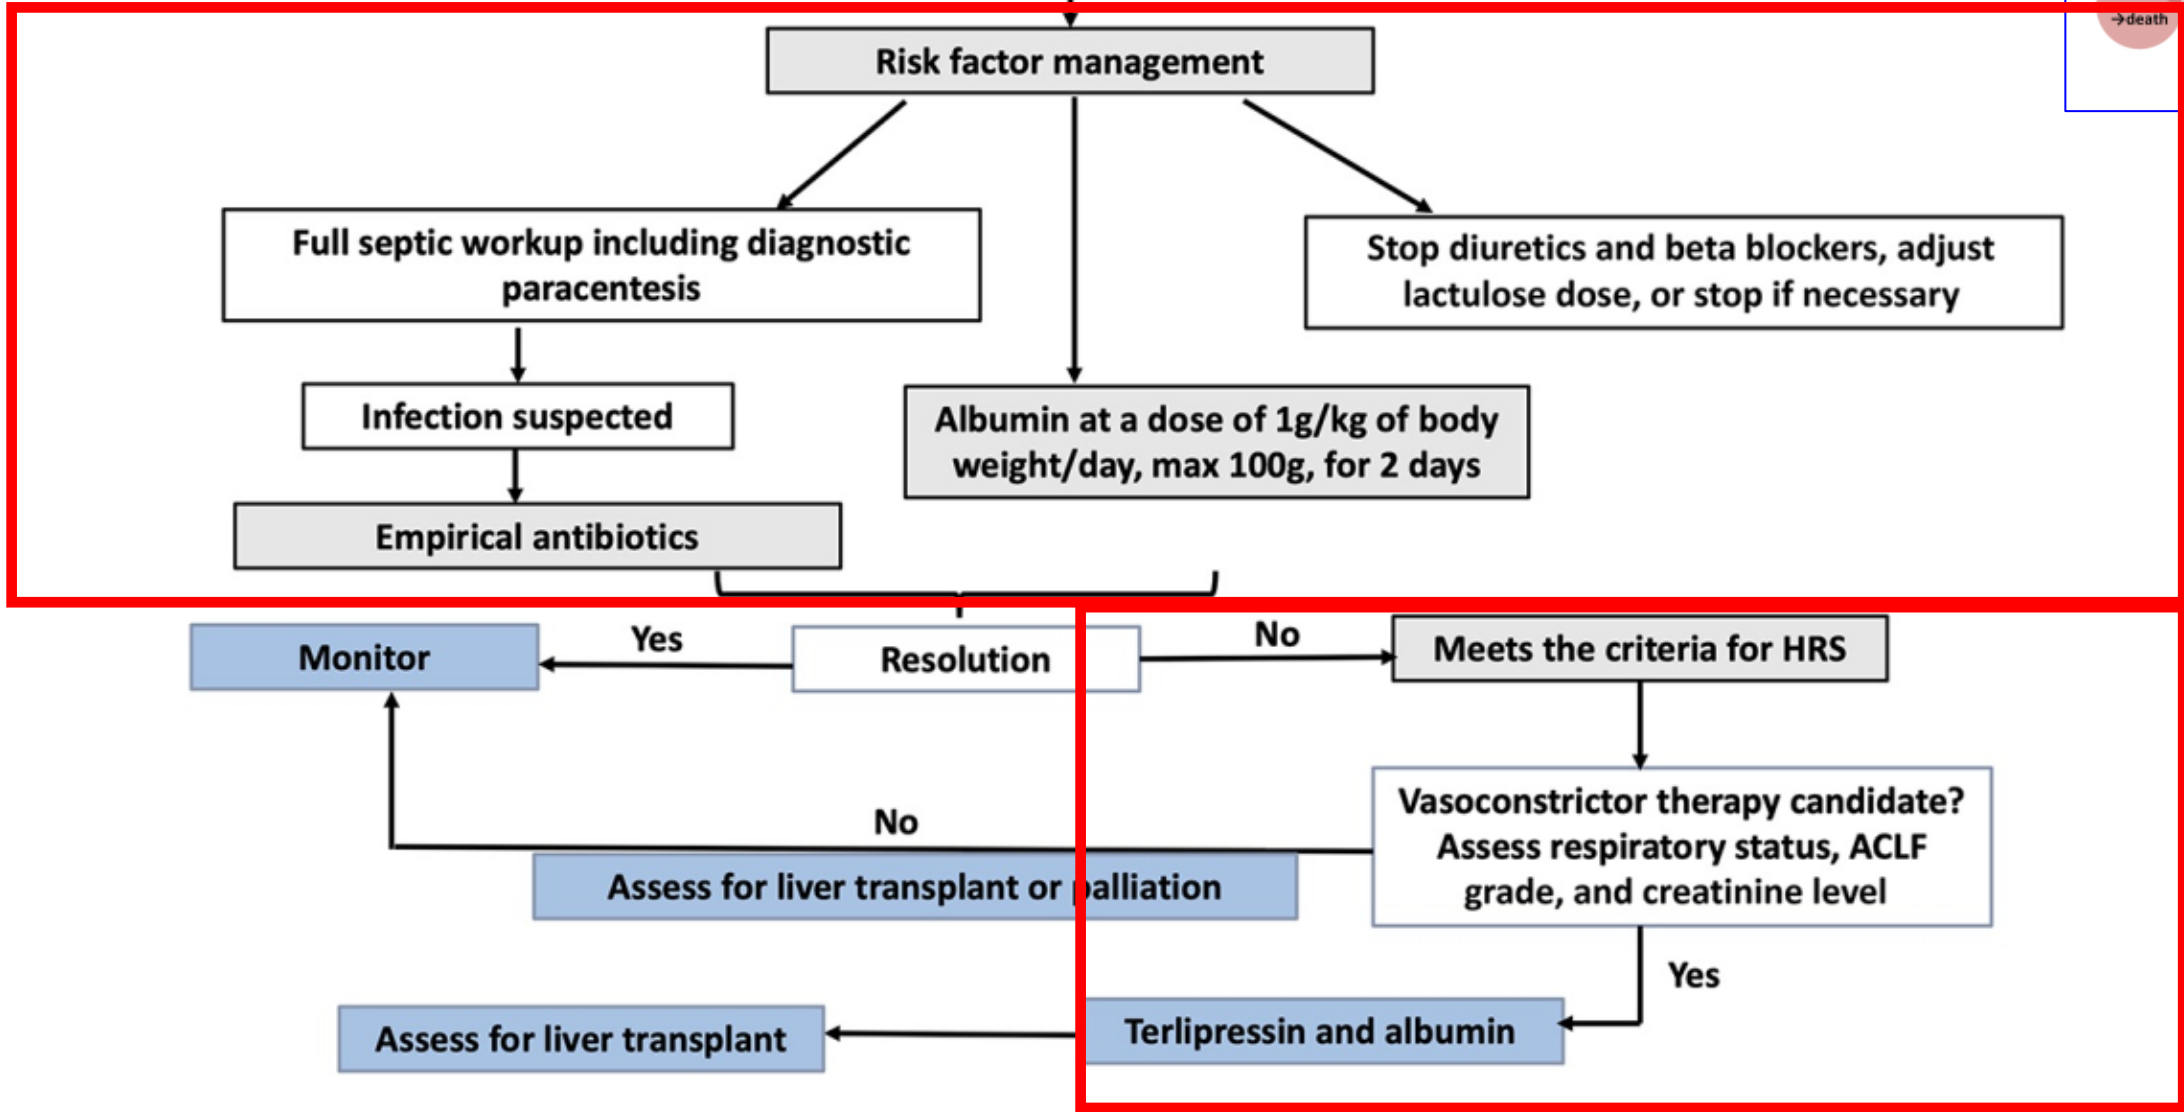 →death
Risk factor management
Full septic workup including diagnostic
paracentesis
Stop diuretics and beta blockers, adjust
lactulose dose, or stop if necessary
Infection suspected
Albumin at a dose of 1g/kg of body
weight/day, max 100g, for 2 days
Empirical antibiotics
Monitor
Yes
Resolution
No
Meets the criteria for HRS
Vasoconstrictor therapy candidate?
Assess respiratory status, ACLF
grade, and creatinine level
No
Assess for liver transplant or palliation
Yes
Assess for liver transplant
Terlipressin and albumin